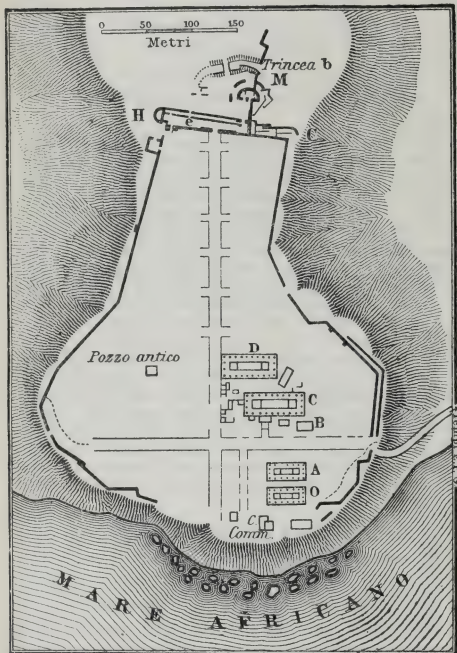 0 50 100 150
Metri
Trincea b
M
H
e
C
Pozzo antico
D
C
B
A
O
C
Comm.
MARE AFRICANO